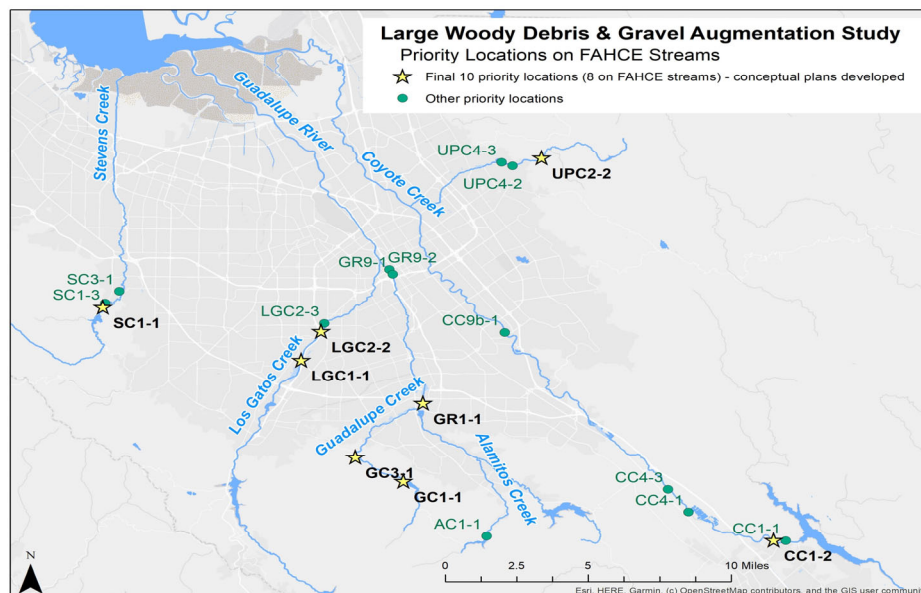 Large Woody Debris & Gravel Augmentation Study
Priority Locations on FAHCE Streams
Final 10 priority locations (8 on FAHCE streams) - conceptual plans developed
Other priority locations
Stevens Creek
Guadalupe River
Coyote Creek
UPC4-3
UPC4-2
UPC2-2
GR9-1
GR9-2
SC3-1
SC1-3
SC1-1
LGC2-3
LGC2-2
LGC1-1
CC9b-1
Los Gatos Creek
Guadalupe Creek
GR1-1
Alamitos Creek
GC3-1
GC1-1
AC1-1
CC4-3
CC4-1
CC1-1
CC1-2
N
0 2.5 5 10 Miles
Esri, HERE, Garmin, (c) OpenStreetMap contributors, and the GIS user communit